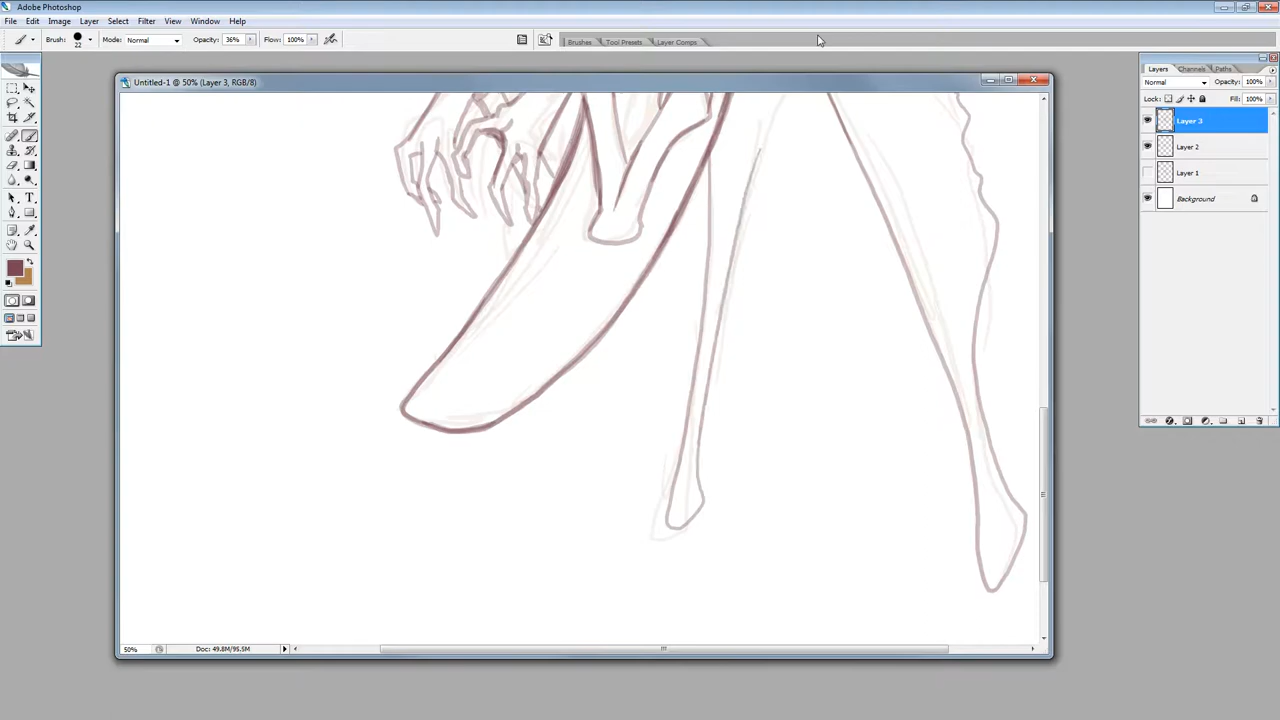 Adobe Photoshop
File Edit Image Layer Select Filter View Window Help
Brush: 22 Mode: Normal Opacity: 36% Flow: 100% Brushes Tool Presets Layer Comps
Untitled-1 @ 50% (Layer 3, RGB/8)
Layers Channels Paths
Normal Opacity: 100%
Lock: Fill: 100%
Layer 3
Layer 2
Layer 1
Background
50% Doc: 49.8M/95.5M